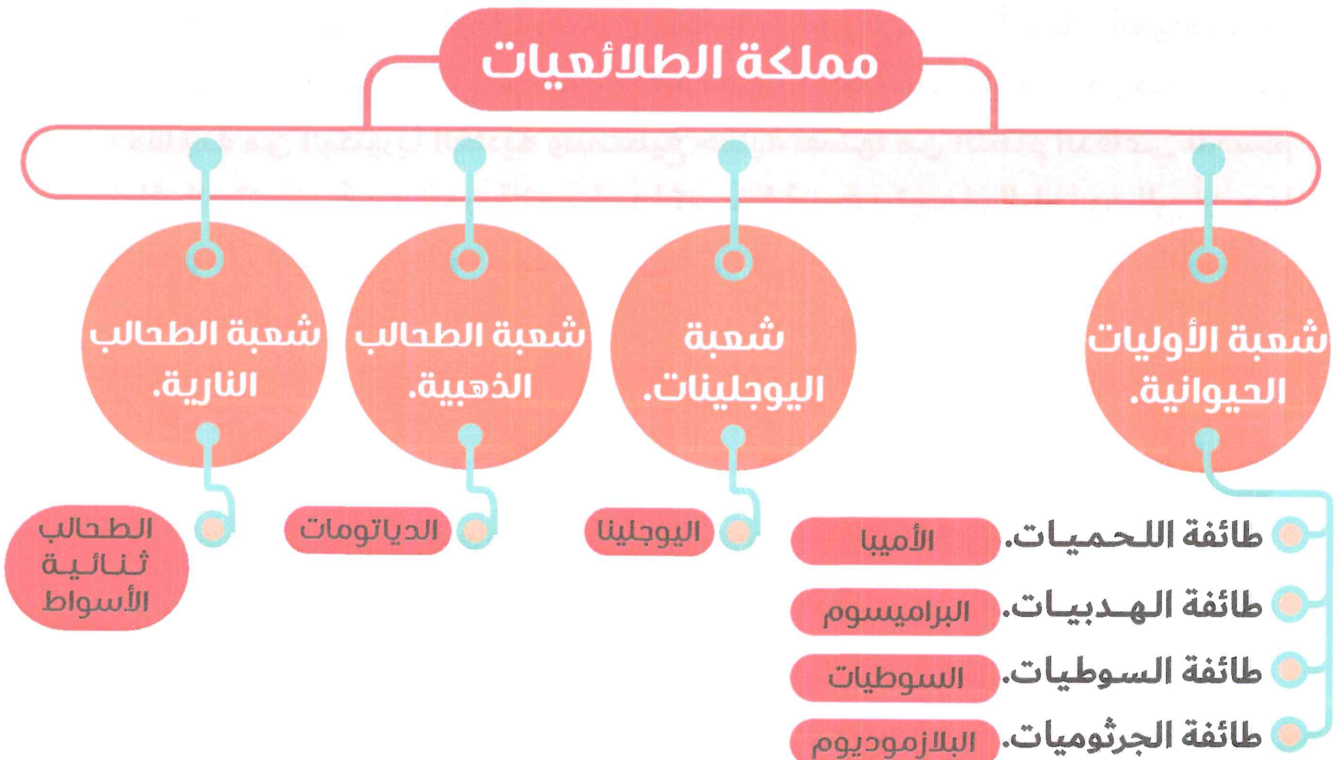 مملكة الطلائعيات
شعبة الأوليات
الحيوانية.
شعبة
اليوجلينات.
شعبة الطحالب
الذهبية.
شعبة الطحالب
النارية.
طائفة اللحميات. الأميبا
طائفة الهدبيات. البراميسوم
طائفة السوطيات. السوطيات
طائفة الجرثوميات. البلازموديوم
اليوجلينا
الدياتومات
الطحالب
ثنائية
الأسواط